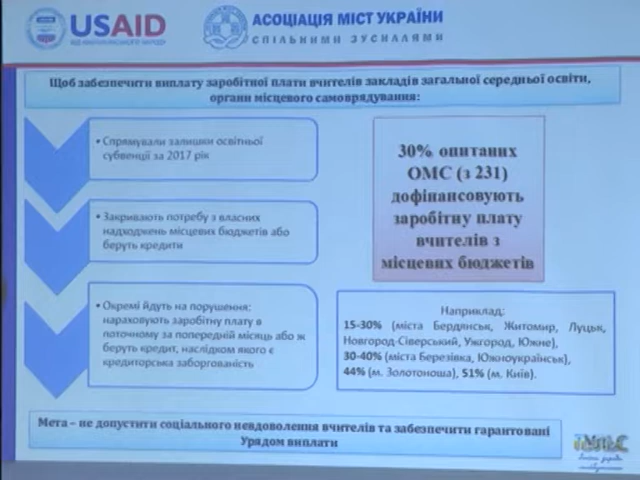 USAID
ВІД АМЕРИКАНСЬКОГО НАРОДУ
АСОЦІАЦІЯ МІСТ УКРАЇНИ
СПІЛЬНИМИ ЗУСИЛЛЯМИ
Щоб забезпечити виплату заробітної плати вчителів закладів загальної середньої освіти,
органи місцевого самоврядування:
• Спрямували залишки освітньої
субвенції за 2017 рік
• Закривають потребу з власних
надходжень місцевих бюджетів або
беруть кредити
• Окремі йдуть на порушення:
нараховують заробітну плату в
поточному за попередній місяць або ж
беруть кредит, наслідком якого є
кредиторська заборгованість
30% опитаних
ОМС (з 231)
дофінансовують
заробітну плату
вчителів з
місцевих бюджетів
Наприклад:
15-30% (міста Бердянськ, Житомир, Луцьк,
Новгород-Сіверський, Ужгород, Южне),
30-40% (міста Березівка, Южноукраїнськ),
44% (м. Золотоноша), 51% (м. Київ).
Мета – не допустити соціального невдоволення вчителів та забезпечити гарантовані
Урядом виплати